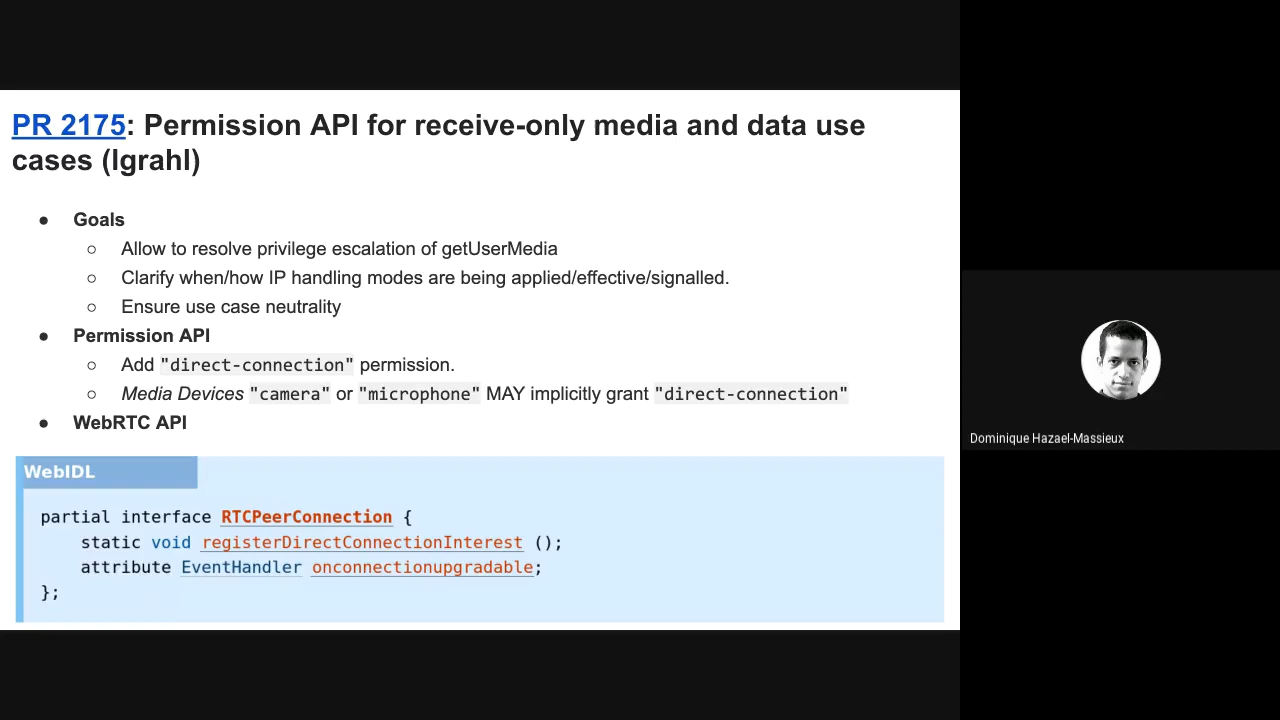 PR 2175: Permission API for receive-only media and data use
cases (lgrahl)
● Goals
○ Allow to resolve privilege escalation of getUserMedia
○ Clarify when/how IP handling modes are being applied/effective/signalled.
○ Ensure use case neutrality
● Permission API
○ Add "direct-connection" permission.
○ Media Devices "camera" or "microphone" MAY implicitly grant "direct-connection"
● WebRTC API
WebIDL
partial interface RTCPeerConnection {
static void registerDirectConnectionInterest ();
attribute EventHandler onconnectionupgradable;
};
Dominique Hazael-Massieux